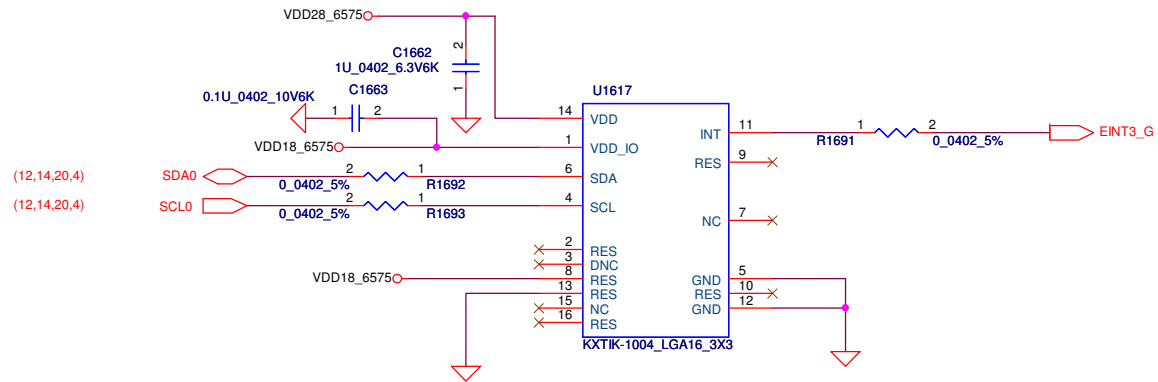 VDD28_6575
2
C1662
1U_0402_6.3V6K
1
0.1U_0402_10V6K
C1663
1 2
U1617
14 VDD
VDD18_6575 1 VDD_IO
INT 11
1 2
R1691 0_0402_5%
EINT3_G
RES 9
(12,14,20,4) SDA0 2 1 6 SDA
0_0402_5% R1692
(12,14,20,4) SCL0 2 1 4 SCL
0_0402_5% R1693
NC 7
2 RES
3 DNC
VDD18_6575 8 RES
13 RES
15 NC
16 RES
GND 5
RES 10
GND 12
KXTIK-1004_LGA16_3X3